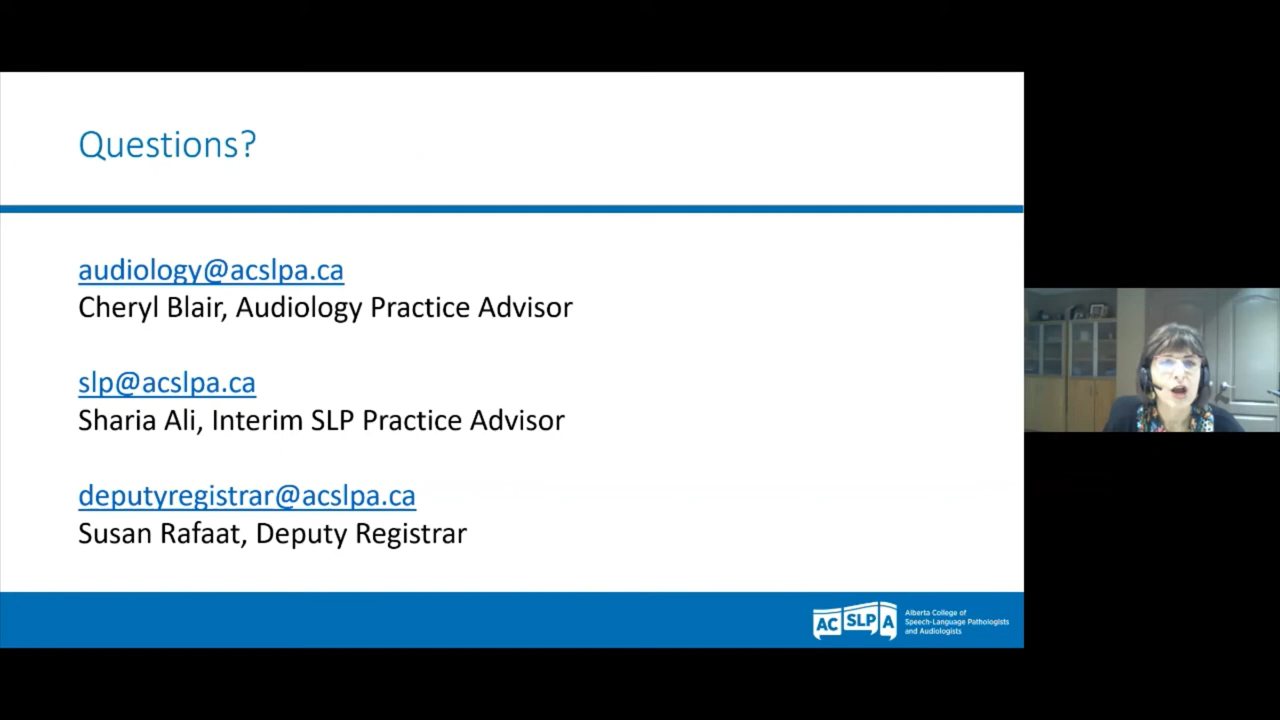 Questions?
audiology@acslpa.ca
Cheryl Blair, Audiology Practice Advisor
slp@acslpa.ca
Sharia Ali, Interim SLP Practice Advisor
deputyregistrar@acslpa.ca
Susan Rafaat, Deputy Registrar
AC SLP A
Alberta College of
Speech-Language Pathologists
and Audiologists